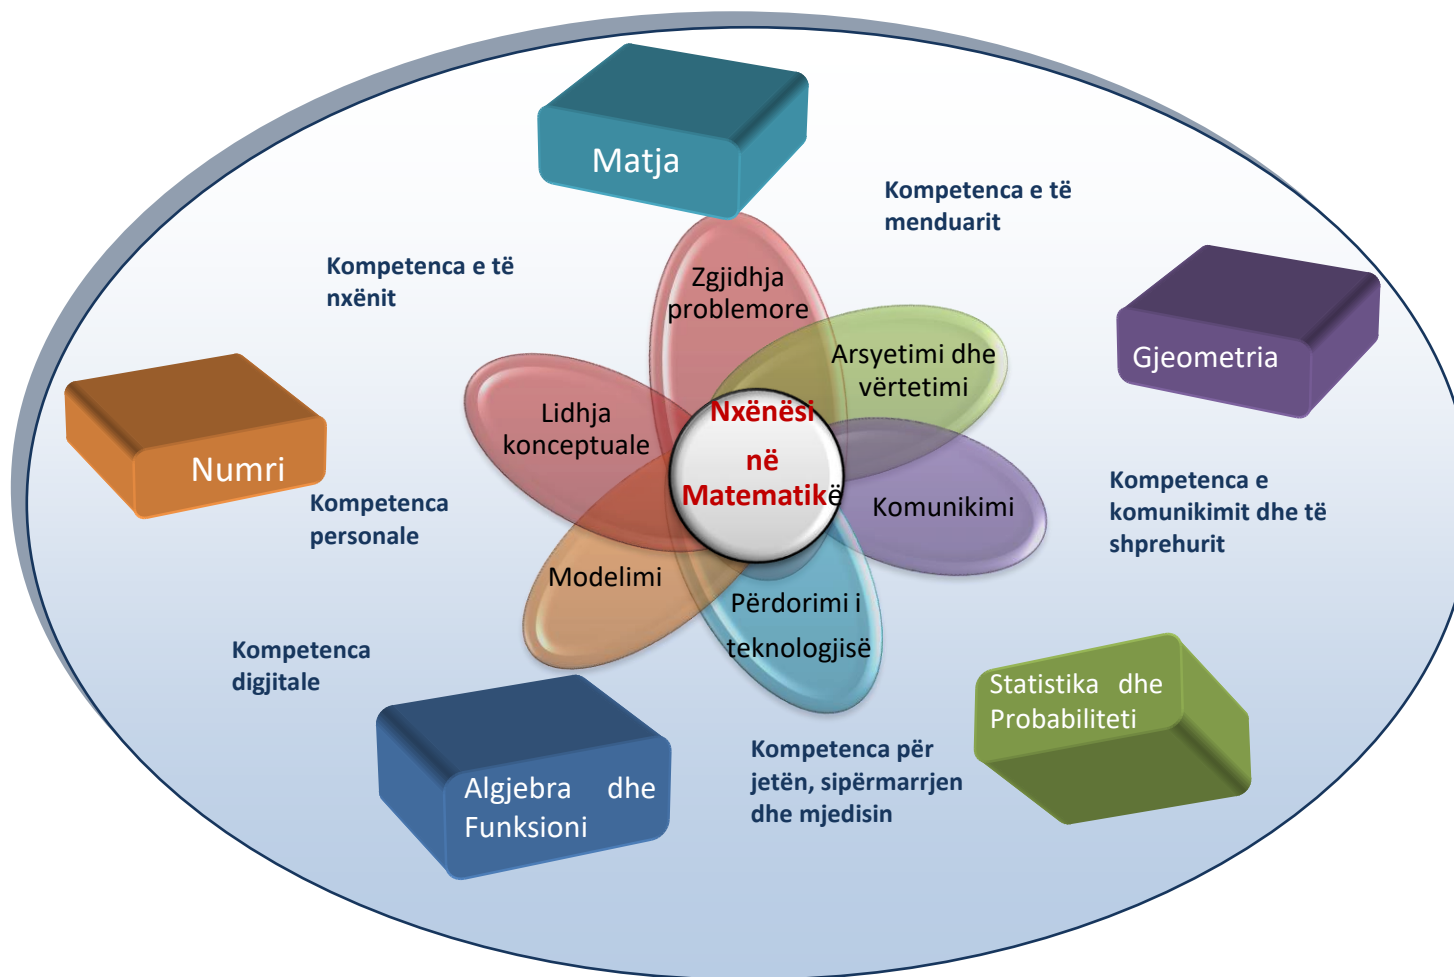 Matja
Kompetenca e të
menduarit
Kompetenca e të
nxënit
Zgjidhja
problemore
Arsyetimi dhe
vërtetimi
Gjeometria
Lidhja
konceptuale
Nxënësi
në
Matematikë
Numri
Kompetenca
personale
Komunikimi
Kompetenca e
komunikimit dhe të
shprehurit
Modelimi
Përdorimi i
teknologjisë
Kompetenca
digjitale
Statistika dhe
Probabiliteti
Algjebra dhe
Funksioni
Kompetenca për
jetën, sipërmarrjen
dhe mjedisin